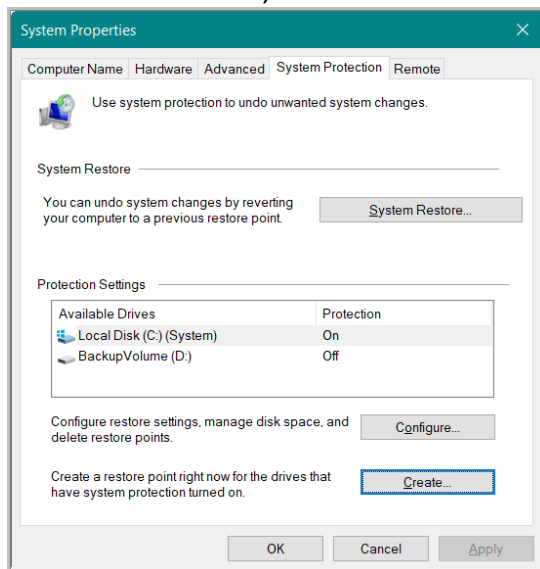 System Properties
Computer Name Hardware Advanced System Protection Remote
Use system protection to undo unwanted system changes.
System Restore
You can undo system changes by reverting
your computer to a previous restore point.
System Restore...
Protection Settings
Available Drives Protection
Local Disk (C:) (System) On
BackupVolume (D:) Off
Configure restore settings, manage disk space, and
delete restore points.
Configure...
Create a restore point right now for the drives that
have system protection turned on.
Create...
OK Cancel Apply